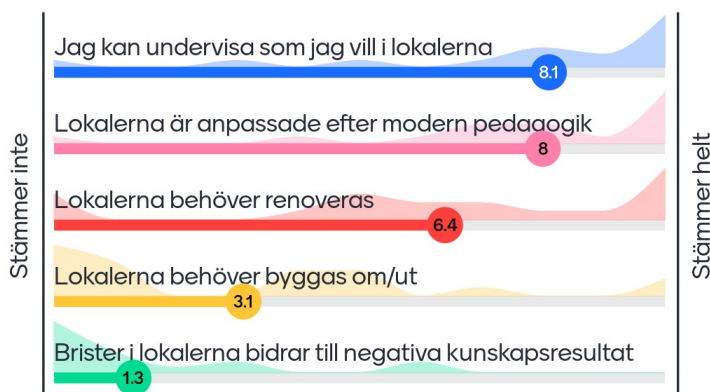 Jag kan undervisa som jag vill i lokalerna
8.1
Lokalerna är anpassade efter modern pedagogik
8
Lokalerna behöver renoveras
6.4
Lokalerna behöver byggas om/ut
3.1
Brister i lokalerna bidrar till negativa kunskapsresultat
1.3
Stämmer inte
Stämmer helt